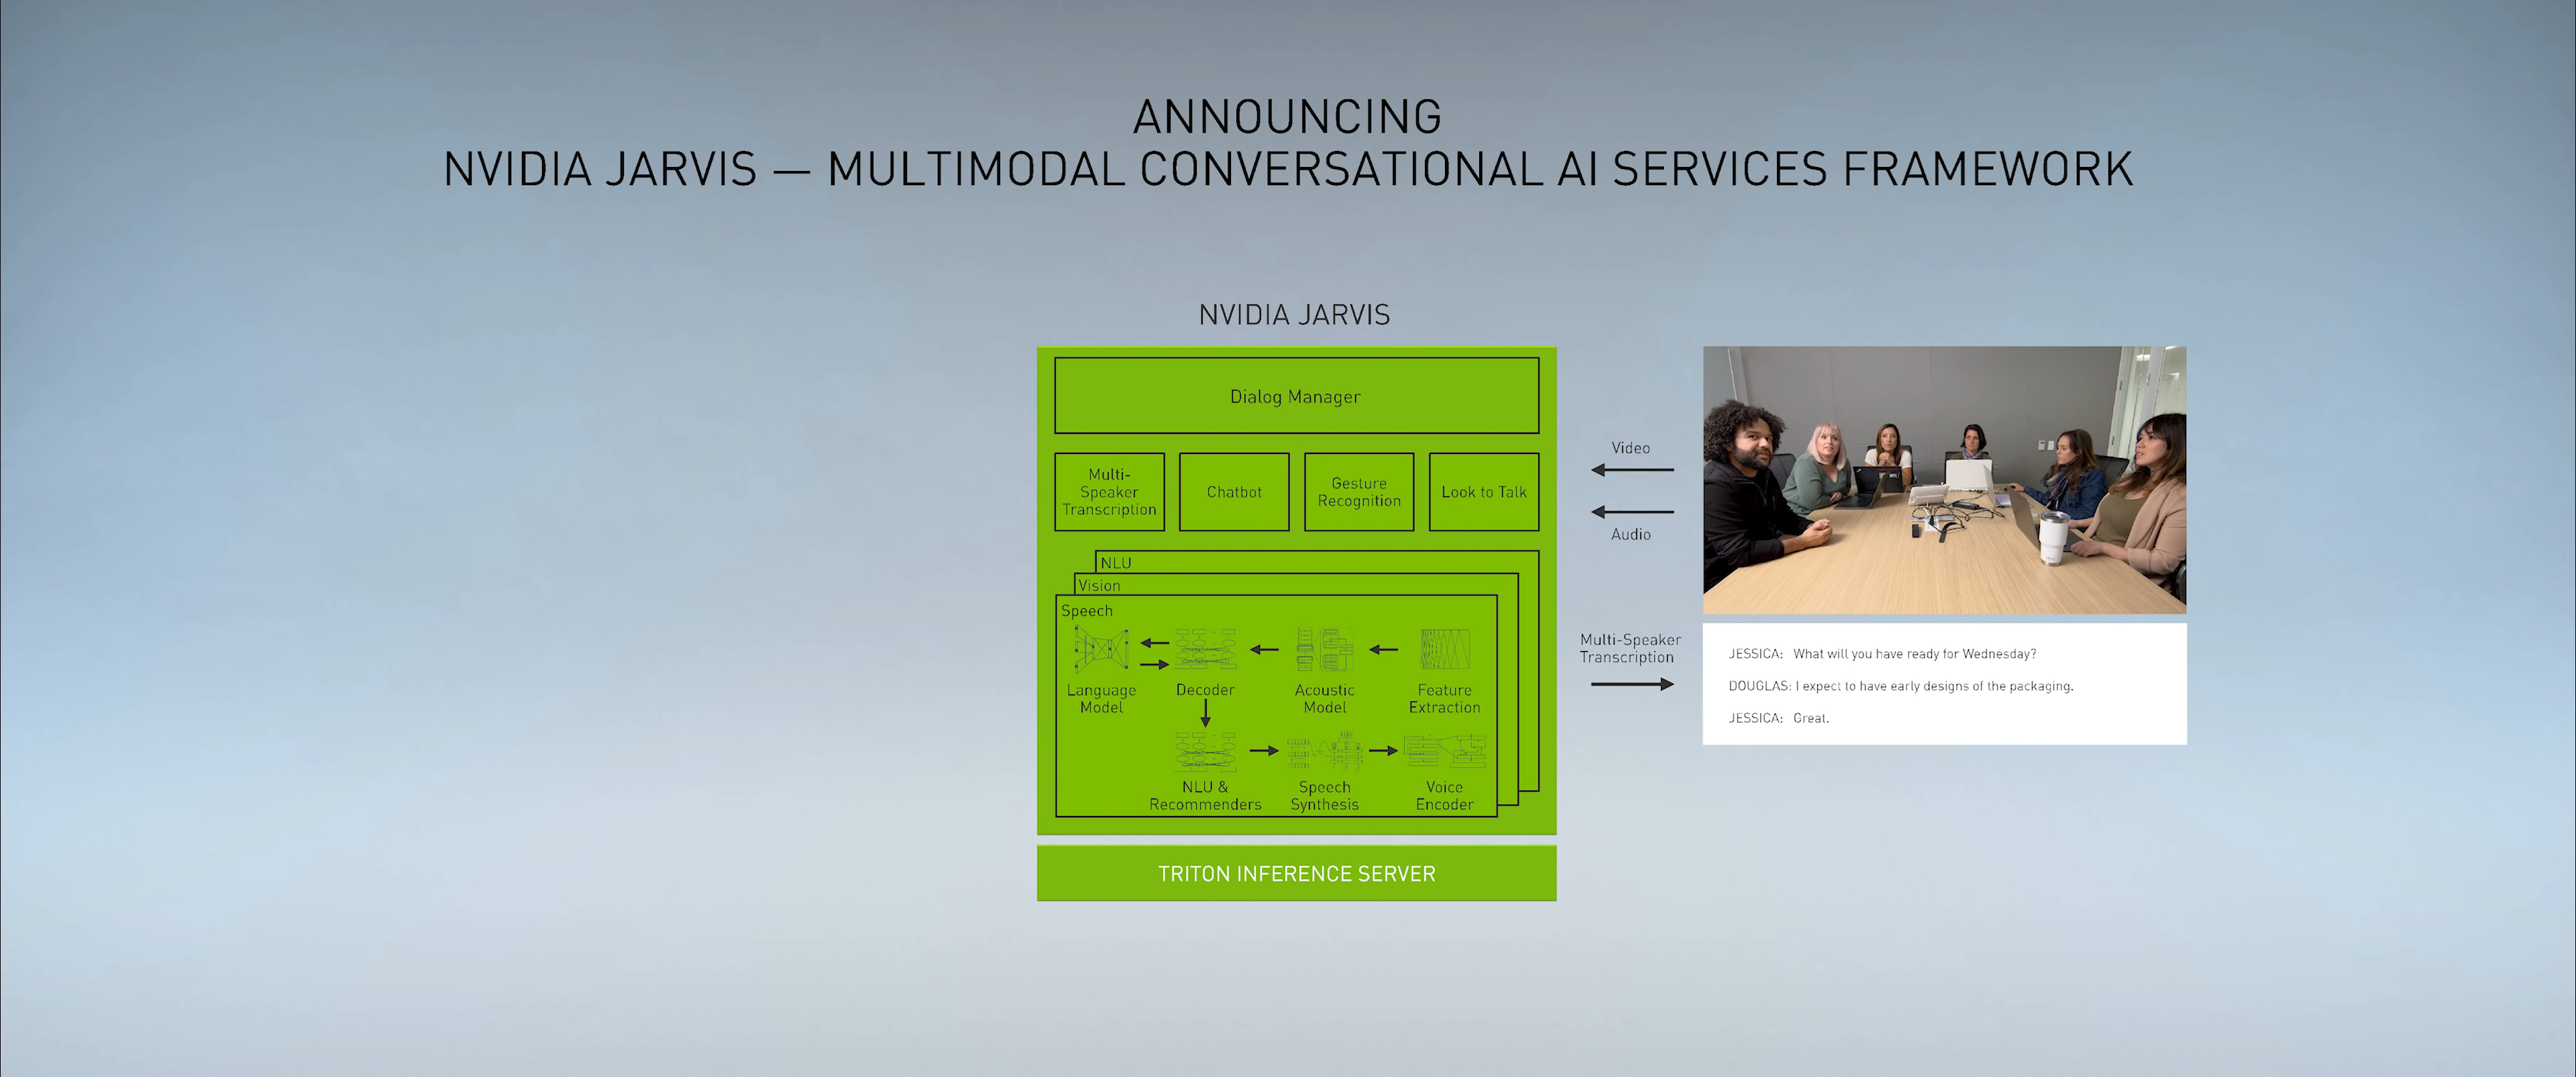 ANNOUNCING
NVIDIA JARVIS — MULTIMODAL CONVERSATIONAL AI SERVICES FRAMEWORK
NVIDIA JARVIS
Dialog Manager
Multi-
Speaker
Transcription
Chatbot
Gesture
Recognition
Look to Talk
NLU
Vision
Speech
Language
Model
Decoder
Acoustic
Model
Feature
Extraction
NLU &
Recommenders
Speech
Synthesis
Voice
Encoder
TRITON INFERENCE SERVER
Video
Audio
Multi-Speaker
Transcription
JESSICA: What will you have ready for Wednesday?
DOUGLAS: I expect to have early designs of the packaging.
JESSICA: Great.